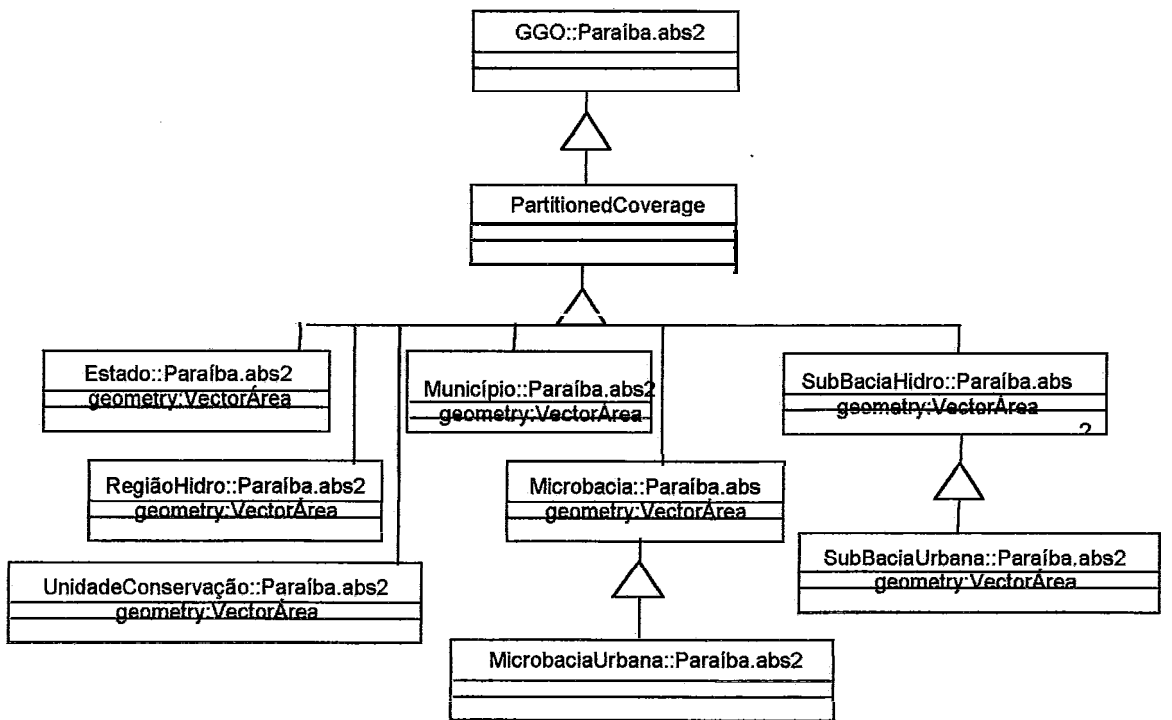 GGO::Paraíba.abs2
PartitionedCoverage
Estado::Paraíba.abs2
geometry:VectorÁrea
Município::Paraíba.abs2
geometry:VectorÁrea
SubBaciaHidro::Paraíba.abs
geometry:VectorÁrea
2
RegiãoHidro::Paraíba.abs2
geometry:VectorÁrea
Microbacia::Paraíba.abs
geometry:VectorÁrea
SubBaciaUrbana::Paraíba.abs2
geometry:VectorÁrea
UnidadeConservação::Paraíba.abs2
geometry:VectorÁrea
MicrobaciaUrbana::Paraíba.abs2